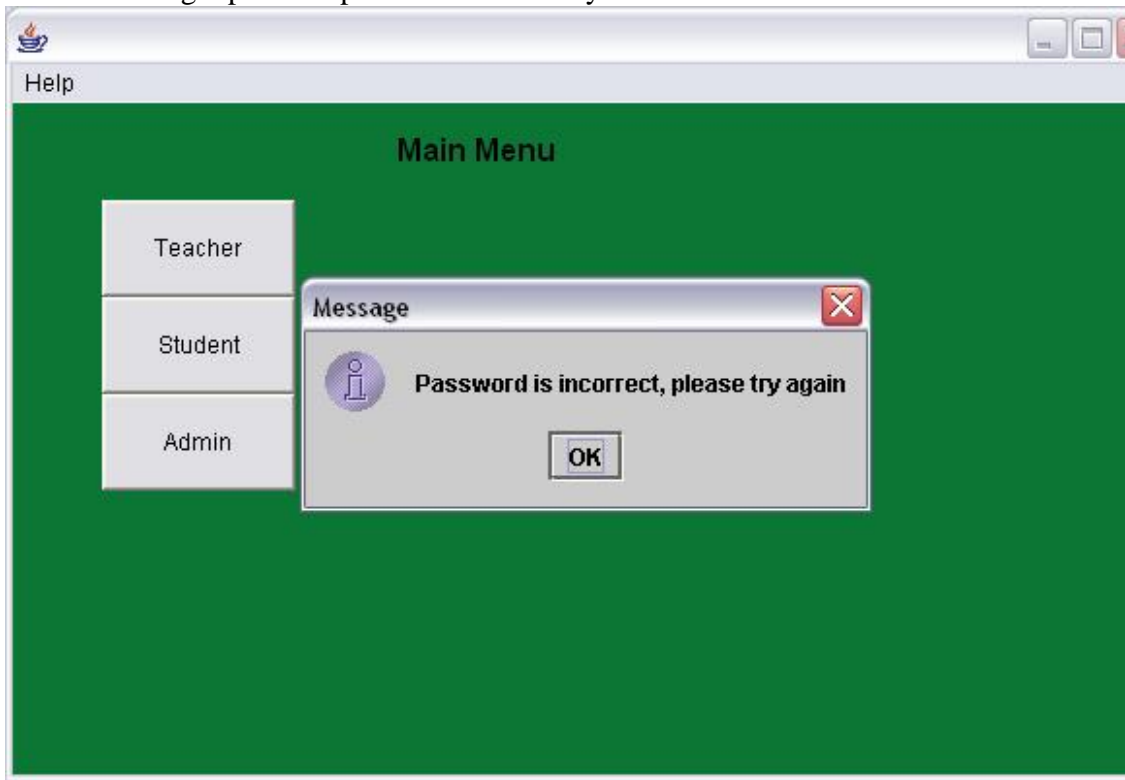 Help
Main Menu
Teacher
Message
Student
Password is incorrect, please try again
Admin
OK